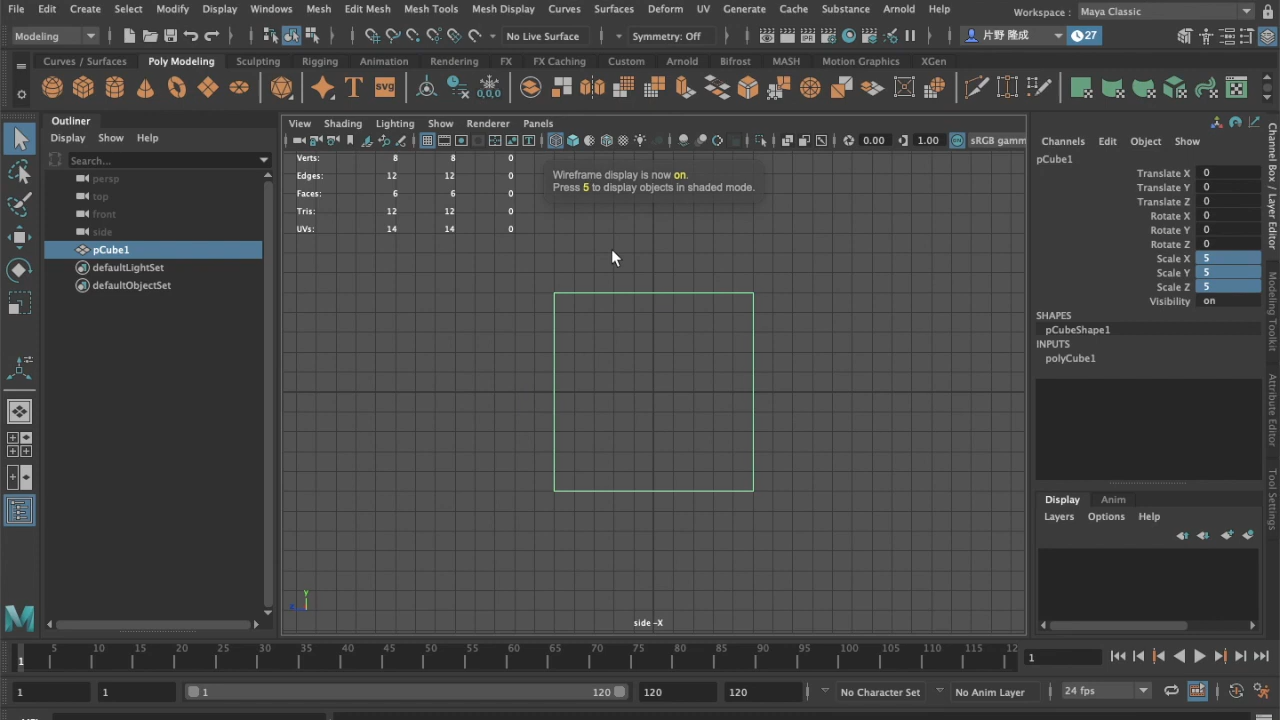 File Edit Create Select Modify Display Windows Mesh Edit Mesh Mesh Tools Mesh Display Curves Surfaces Deform UV Generate Cache Substance Arnold Help Workspace: Maya Classic
Modeling No Live Surface Symmetry: Off 片野 隆成 27
Curves / Surfaces Poly Modeling Sculpting Rigging Animation Rendering FX FX Caching Custom Arnold Bifrost MASH Motion Graphics XGen
SVG 0,0,0
Outliner
Display Show Help
Search...
persp
top
front
side
pCube1
defaultLightSet
defaultObjectSet
View Shading Lighting Show Renderer Panels
0.00 1.00 sRGB gamm
Verts: 8 8 0
Edges: 12 12 0
Faces: 6 6 0
Tris: 12 12 0
UVs: 14 14 0
Wireframe display is now on.
Press 5 to display objects in shaded mode.
y
z
side -X
Channels Edit Object Show
pCube1
Translate X 0
Translate Y 0
Translate Z 0
Rotate X 0
Rotate Y 0
Rotate Z 0
Scale X 5
Scale Y 5
Scale Z 5
Visibility on
SHAPES
pCubeShape1
INPUTS
polyCube1
Display Anim
Layers Options Help
Channel Box / Layer Editor
Modeling Toolkit
Attribute Editor
Tool Settings
1 5 10 15 20 25 30 35 40 45 50 55 60 65 70 75 80 85 90 95 100 105 110 115 12
1
1 1 1 120 120 120 No Character Set No Anim Layer 24 fps